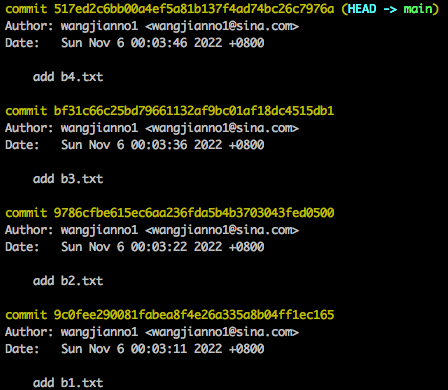 commit 517ed2c6bb00a4ef5a81b137f4ad74bc26c7976a (HEAD -> main)
Author: wangjianno1 <wangjianno1@sina.com>
Date:   Sun Nov 6 00:03:46 2022 +0800
    add b4.txt
commit bf31c66c25bd79661132af9bc01af18dc4515db1
Author: wangjianno1 <wangjianno1@sina.com>
Date:   Sun Nov 6 00:03:36 2022 +0800
    add b3.txt
commit 9786cfbe615ec6aa236fda5b4b3703043fed0500
Author: wangjianno1 <wangjianno1@sina.com>
Date:   Sun Nov 6 00:03:22 2022 +0800
    add b2.txt
commit 9c0fee290081fabea8f4e26a335a8b04ff1ec165
Author: wangjianno1 <wangjianno1@sina.com>
Date:   Sun Nov 6 00:03:11 2022 +0800
    add b1.txt